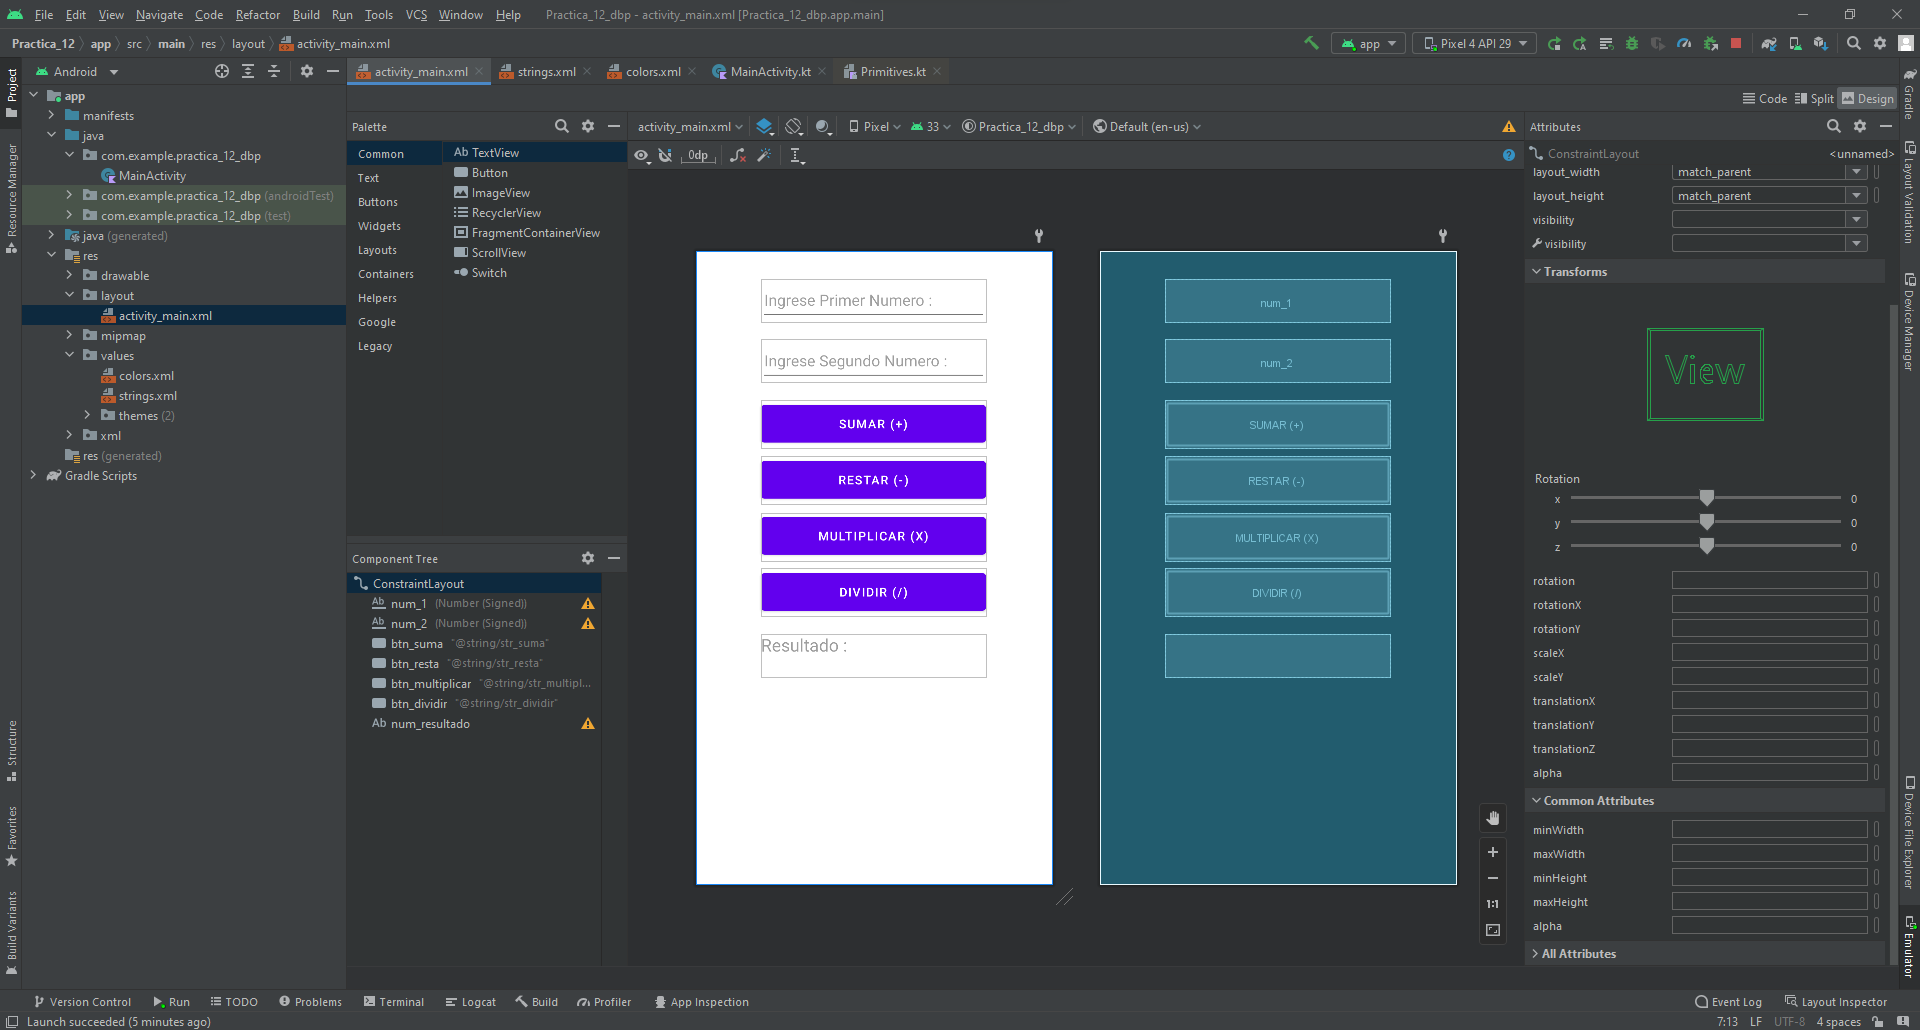 File Edit View Navigate Code Refactor Build Run Tools VCS Window Help Practica_12_dbp - activity_main.xml [Practica_12_dbp.app.main]
Practica_12 app src main res layout activity_main.xml app Pixel 4 API 29
Android
activity_main.xml strings.xml colors.xml MainActivity.kt Primitives.kt
Code Split Design
Project
Resource Manager
Structure
Favorites
Build Variants
app
manifests
java
com.example.practica_12_dbp
MainActivity
com.example.practica_12_dbp (androidTest)
com.example.practica_12_dbp (test)
java (generated)
res
drawable
layout
activity_main.xml
mipmap
values
colors.xml
strings.xml
themes (2)
xml
res (generated)
Gradle Scripts
Palette
Common
Text
Buttons
Widgets
Layouts
Containers
Helpers
Google
Legacy
Ab TextView
Button
ImageView
RecyclerView
FragmentContainerView
ScrollView
Switch
Component Tree
ConstraintLayout
Ab num_1 (Number (Signed))
Ab num_2 (Number (Signed))
btn_suma "@string/str_suma"
btn_resta "@string/str_resta"
btn_multiplicar "@string/str_multipl...
btn_dividir "@string/str_dividir"
Ab num_resultado
activity_main.xml Pixel 33 Practica_12_dbp Default (en-us)
0dp
Ingrese Primer Numero :
Ingrese Segundo Numero :
SUMAR (+)
RESTAR (-)
MULTIPLICAR (X)
DIVIDIR (/)
Resultado :
num_1
num_2
SUMAR (+)
RESTAR (-)
MULTIPLICAR (X)
DIVIDIR (/)
1:1
Attributes
ConstraintLayout <unnamed>
layout_width match_parent
layout_height match_parent
visibility
visibility
Transforms
View
Rotation
x 0
y 0
z 0
rotation
rotationX
rotationY
scaleX
scaleY
translationX
translationY
translationZ
alpha
Common Attributes
minWidth
maxWidth
minHeight
maxHeight
alpha
All Attributes
Gradle
Layout Validation
Device Manager
Device File Explorer
Emulator
Version Control Run TODO Problems Terminal Logcat Build Profiler App Inspection Event Log Layout Inspector
Launch succeeded (5 minutes ago) 7:13 LF UTF-8 4 spaces